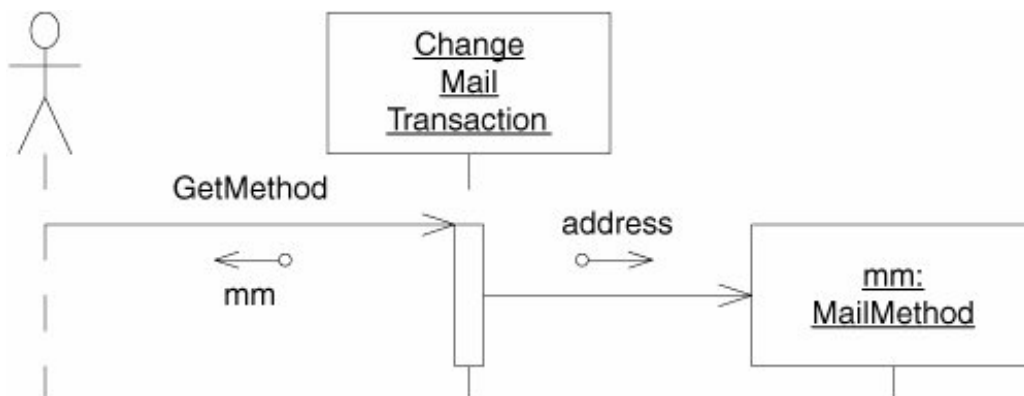 Change
Mail
Transaction
GetMethod
address
mm
mm:
MailMethod